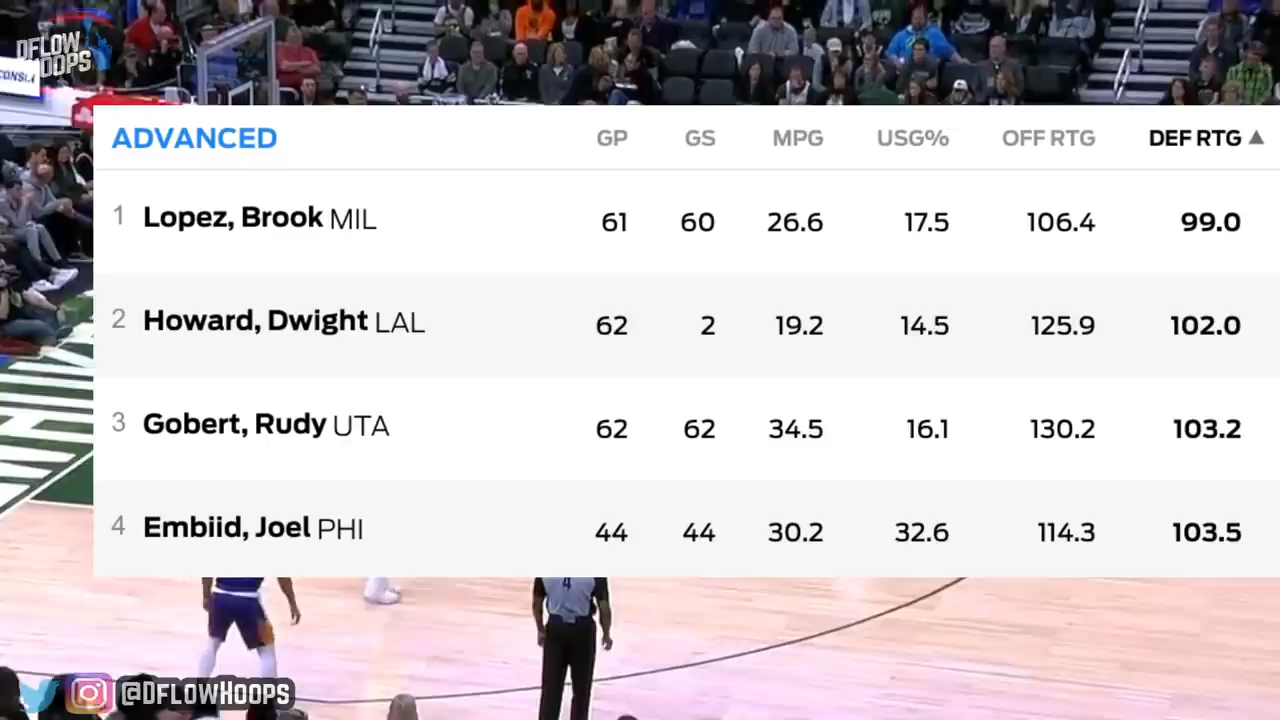 DFLOW
HOOPS
ADVANCED GP GS MPG USG% OFF RTG DEF RTG ▲
1 Lopez, Brook MIL 61 60 26.6 17.5 106.4 99.0
2 Howard, Dwight LAL 62 2 19.2 14.5 125.9 102.0
3 Gobert, Rudy UTA 62 62 34.5 16.1 130.2 103.2
4 Embiid, Joel PHI 44 44 30.2 32.6 114.3 103.5
4
@DFLOWHOOPS